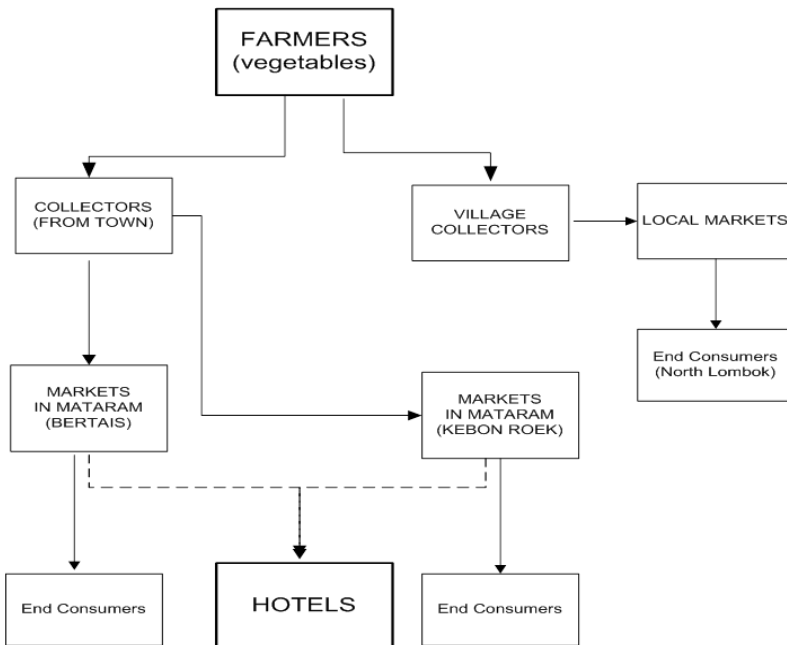 FARMERS
(vegetables)
COLLECTORS
(FROM TOWN)
VILLAGE
COLLECTORS
LOCAL MARKETS
End Consumers
(North Lombok)
MARKETS
IN MATARAM
(BERTAIS)
MARKETS
IN MATARAM
(KEBON ROEK)
End Consumers
HOTELS
End Consumers